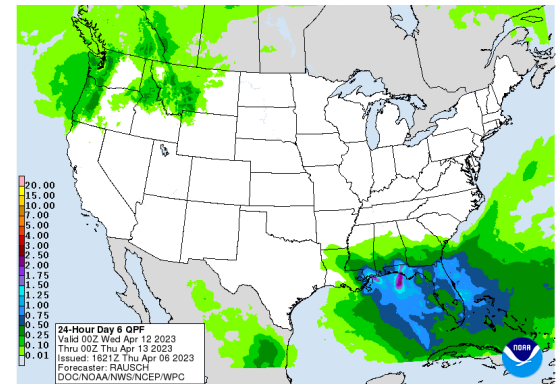 20.00
15.00
10.00
7.00
5.00
4.00
3.00
2.50
2.00
1.75
1.50
1.25
1.00
0.75
0.50
0.25
0.10
0.01
24-Hour Day 6 QPF
Valid 00Z Wed Apr 12 2023
Thru 00Z Thu Apr 13 2023
Issued: 1621Z Thu Apr 06 2023
Forecaster: RAUSCH
DOC/NOAA/NWS/NCEP/WPC
NOAA